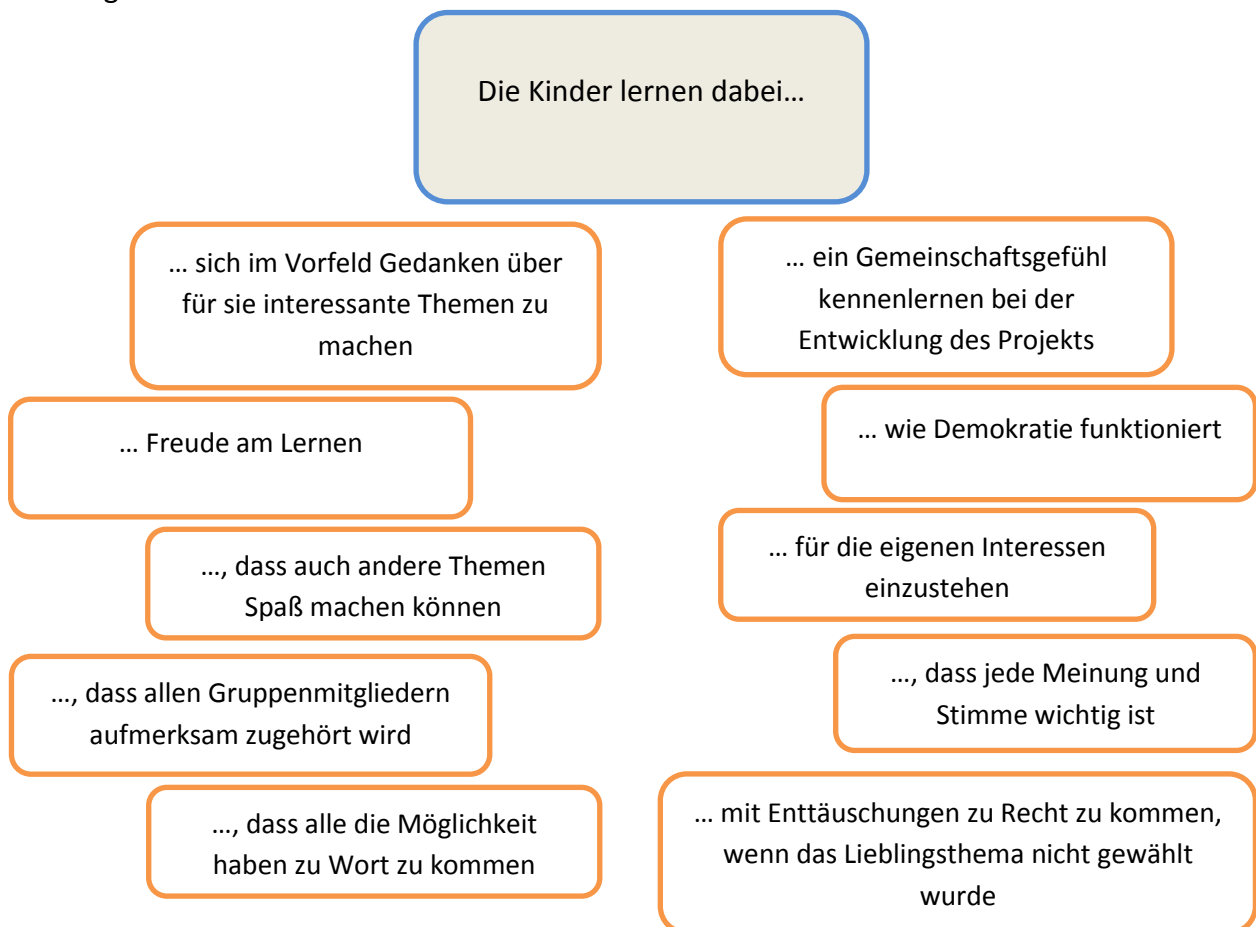 Die Kinder lernen dabei...
... sich im Vorfeld Gedanken über
für sie interessante Themen zu
machen
... ein Gemeinschaftsgefühl
kennenlernen bei der
Entwicklung des Projekts
... Freude am Lernen
... wie Demokratie funktioniert
..., dass auch andere Themen
Spaß machen können
... für die eigenen Interessen
einzustehen
..., dass allen Gruppenmitgliedern
aufmerksam zugehört wird
..., dass jede Meinung und
Stimme wichtig ist
..., dass alle die Möglichkeit
haben zu Wort zu kommen
... mit Enttäuschungen zu Recht zu kommen,
wenn das Lieblingsthema nicht gewählt
wurde